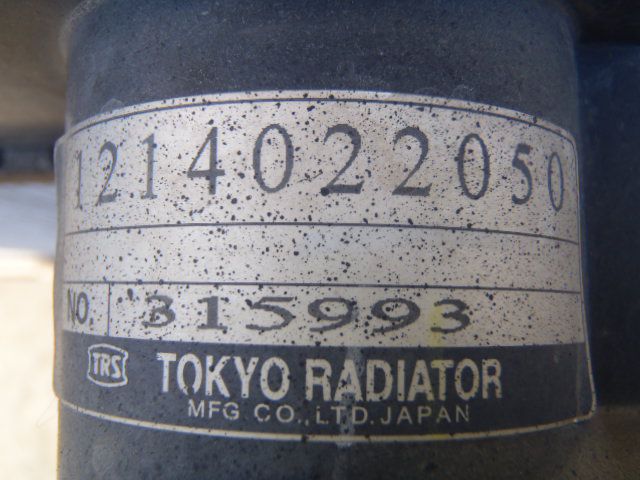 1214022050
NO. 315993
TRS TOKYO RADIATOR
MFG CO.,LTD.JAPAN